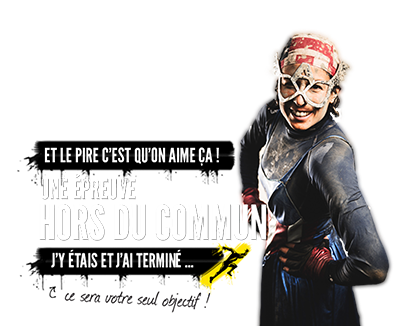 ET LE PIRE C'EST QU'ON AIME ÇA !
UNE ÉPREUVE
HORS DU COMMUN
J'Y ÉTAIS ET J'AI TERMINÉ ...
ce sera votre seul objectif !